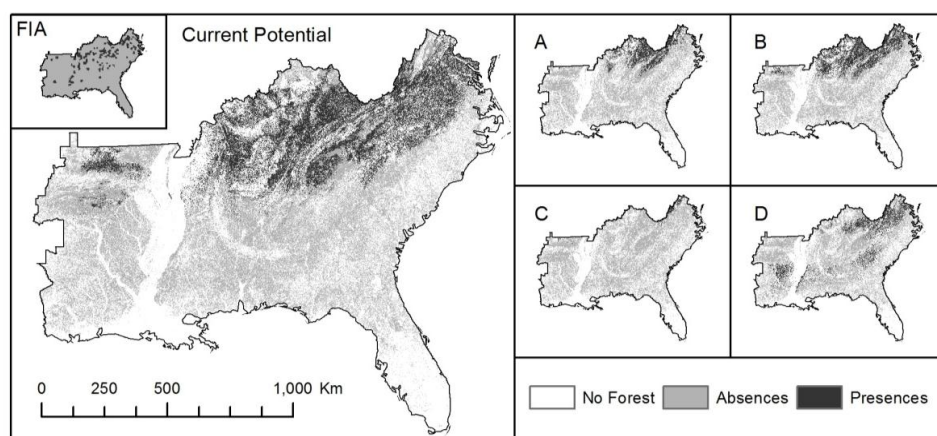 FIA
Current Potential
A
B
C
D
0 250 500 1,000 Km
No Forest Absences Presences